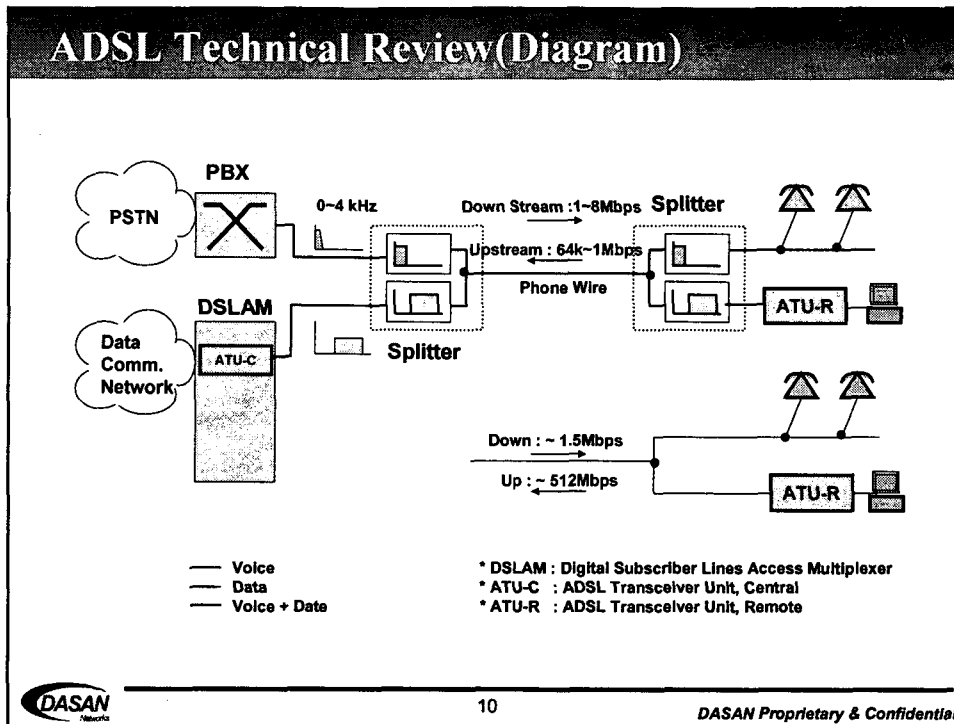 ADSL Technical Review(Diagram)
PBX
PSTN
0~4 kHz
Down Stream :1~8Mbps
Splitter
Upstream : 64k~1Mbps
Phone Wire
DSLAM
ATU-C
Data
Comm.
Network
Splitter
ATU-R
Down : ~ 1.5Mbps
Up : ~ 512Mbps
ATU-R
Voice
Data
Voice + Date
* DSLAM : Digital Subscriber Lines Access Multiplexer
* ATU-C : ADSL Transceiver Unit, Central
* ATU-R : ADSL Transceiver Unit, Remote
DASAN
Networks
10
DASAN Proprietary & Confidential